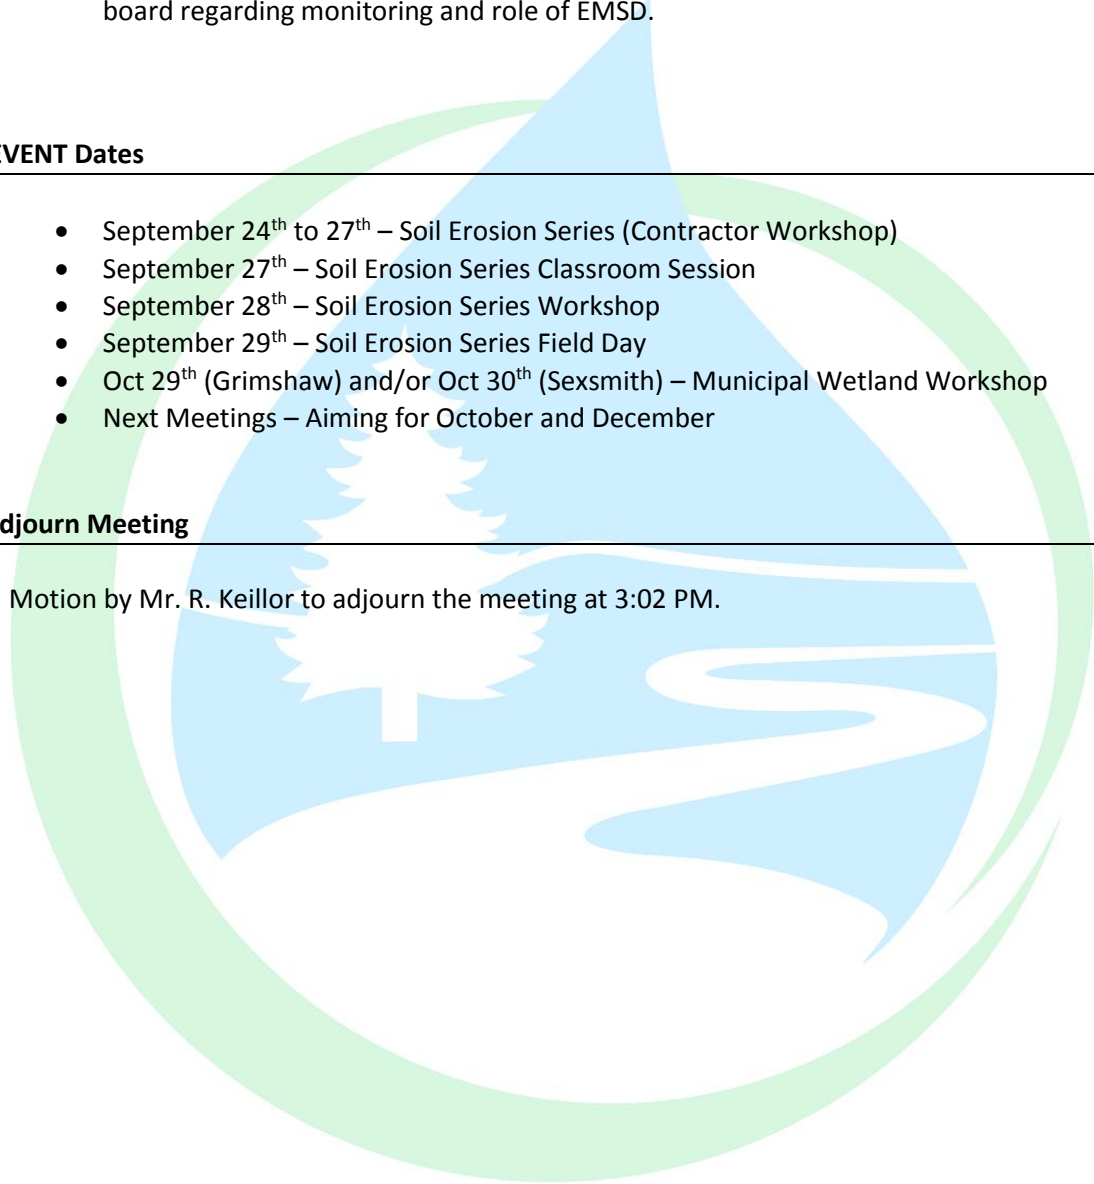 board regarding monitoring and role of EMSD.
EVENT Dates
• September 24th to 27th – Soil Erosion Series (Contractor Workshop)
• September 27th – Soil Erosion Series Classroom Session
• September 28th – Soil Erosion Series Workshop
• September 29th – Soil Erosion Series Field Day
• Oct 29th (Grimshaw) and/or Oct 30th (Sexsmith) – Municipal Wetland Workshop
• Next Meetings – Aiming for October and December
djourn Meeting
Motion by Mr. R. Keillor to adjourn the meeting at 3:02 PM.